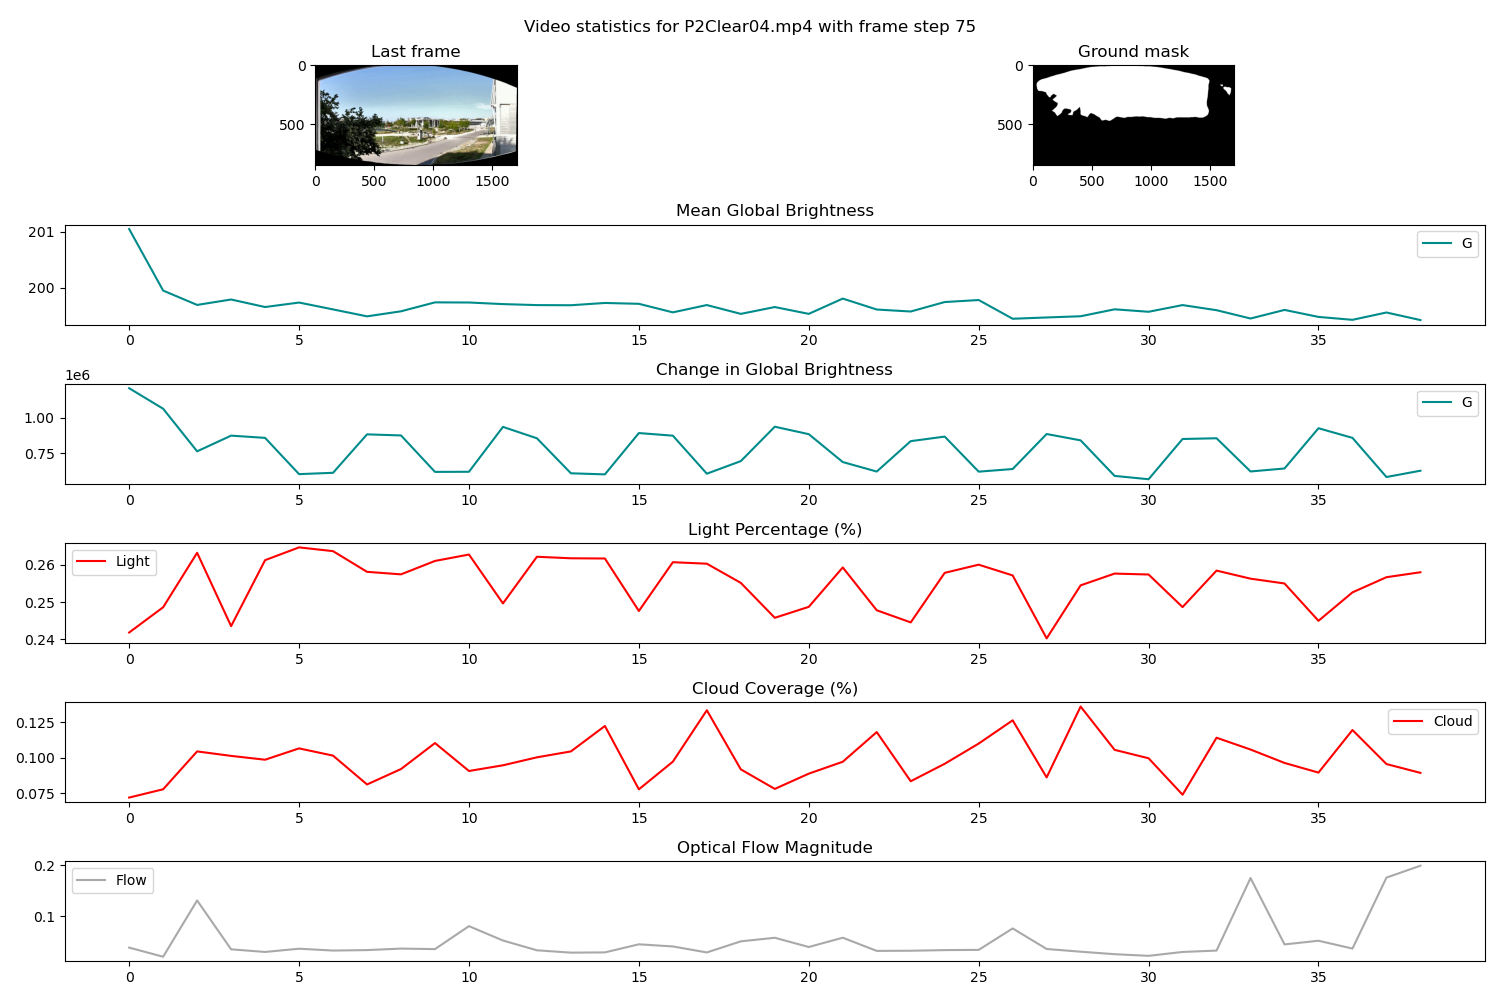 Video statistics for P2Clear04.mp4 with frame step 75
Last frame
0
500
0 500 1000 1500
Ground mask
0
500
0 500 1000 1500
Mean Global Brightness
201
200
G
0 5 10 15 20 25 30 35
Change in Global Brightness
1e6
1.00
0.75
G
0 5 10 15 20 25 30 35
Light Percentage (%)
0.26
0.25
0.24
Light
0 5 10 15 20 25 30 35
Cloud Coverage (%)
0.125
0.100
0.075
Cloud
0 5 10 15 20 25 30 35
Optical Flow Magnitude
0.2
0.1
Flow
0 5 10 15 20 25 30 35